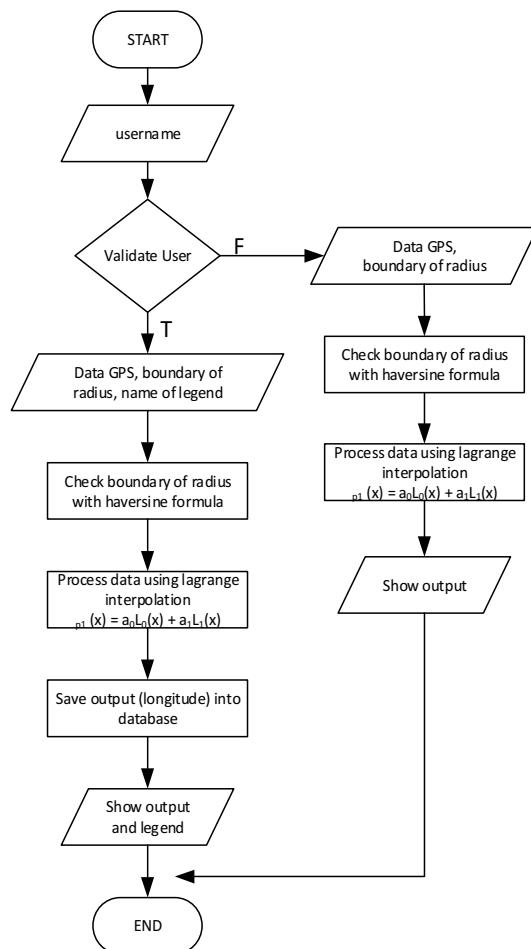 START
username
Validate User
F
T
Data GPS, boundary of
radius, name of legend
Check boundary of radius
with haversine formula
Process data using lagrange
interpolation
p1 (x) = a0L0(x) + a1L1(x)
Save output (longitude) into
database
Show output
and legend
END
Data GPS,
boundary of radius
Check boundary of radius
with haversine formula
Process data using lagrange
interpolation
p1 (x) = a0L0(x) + a1L1(x)
Show output